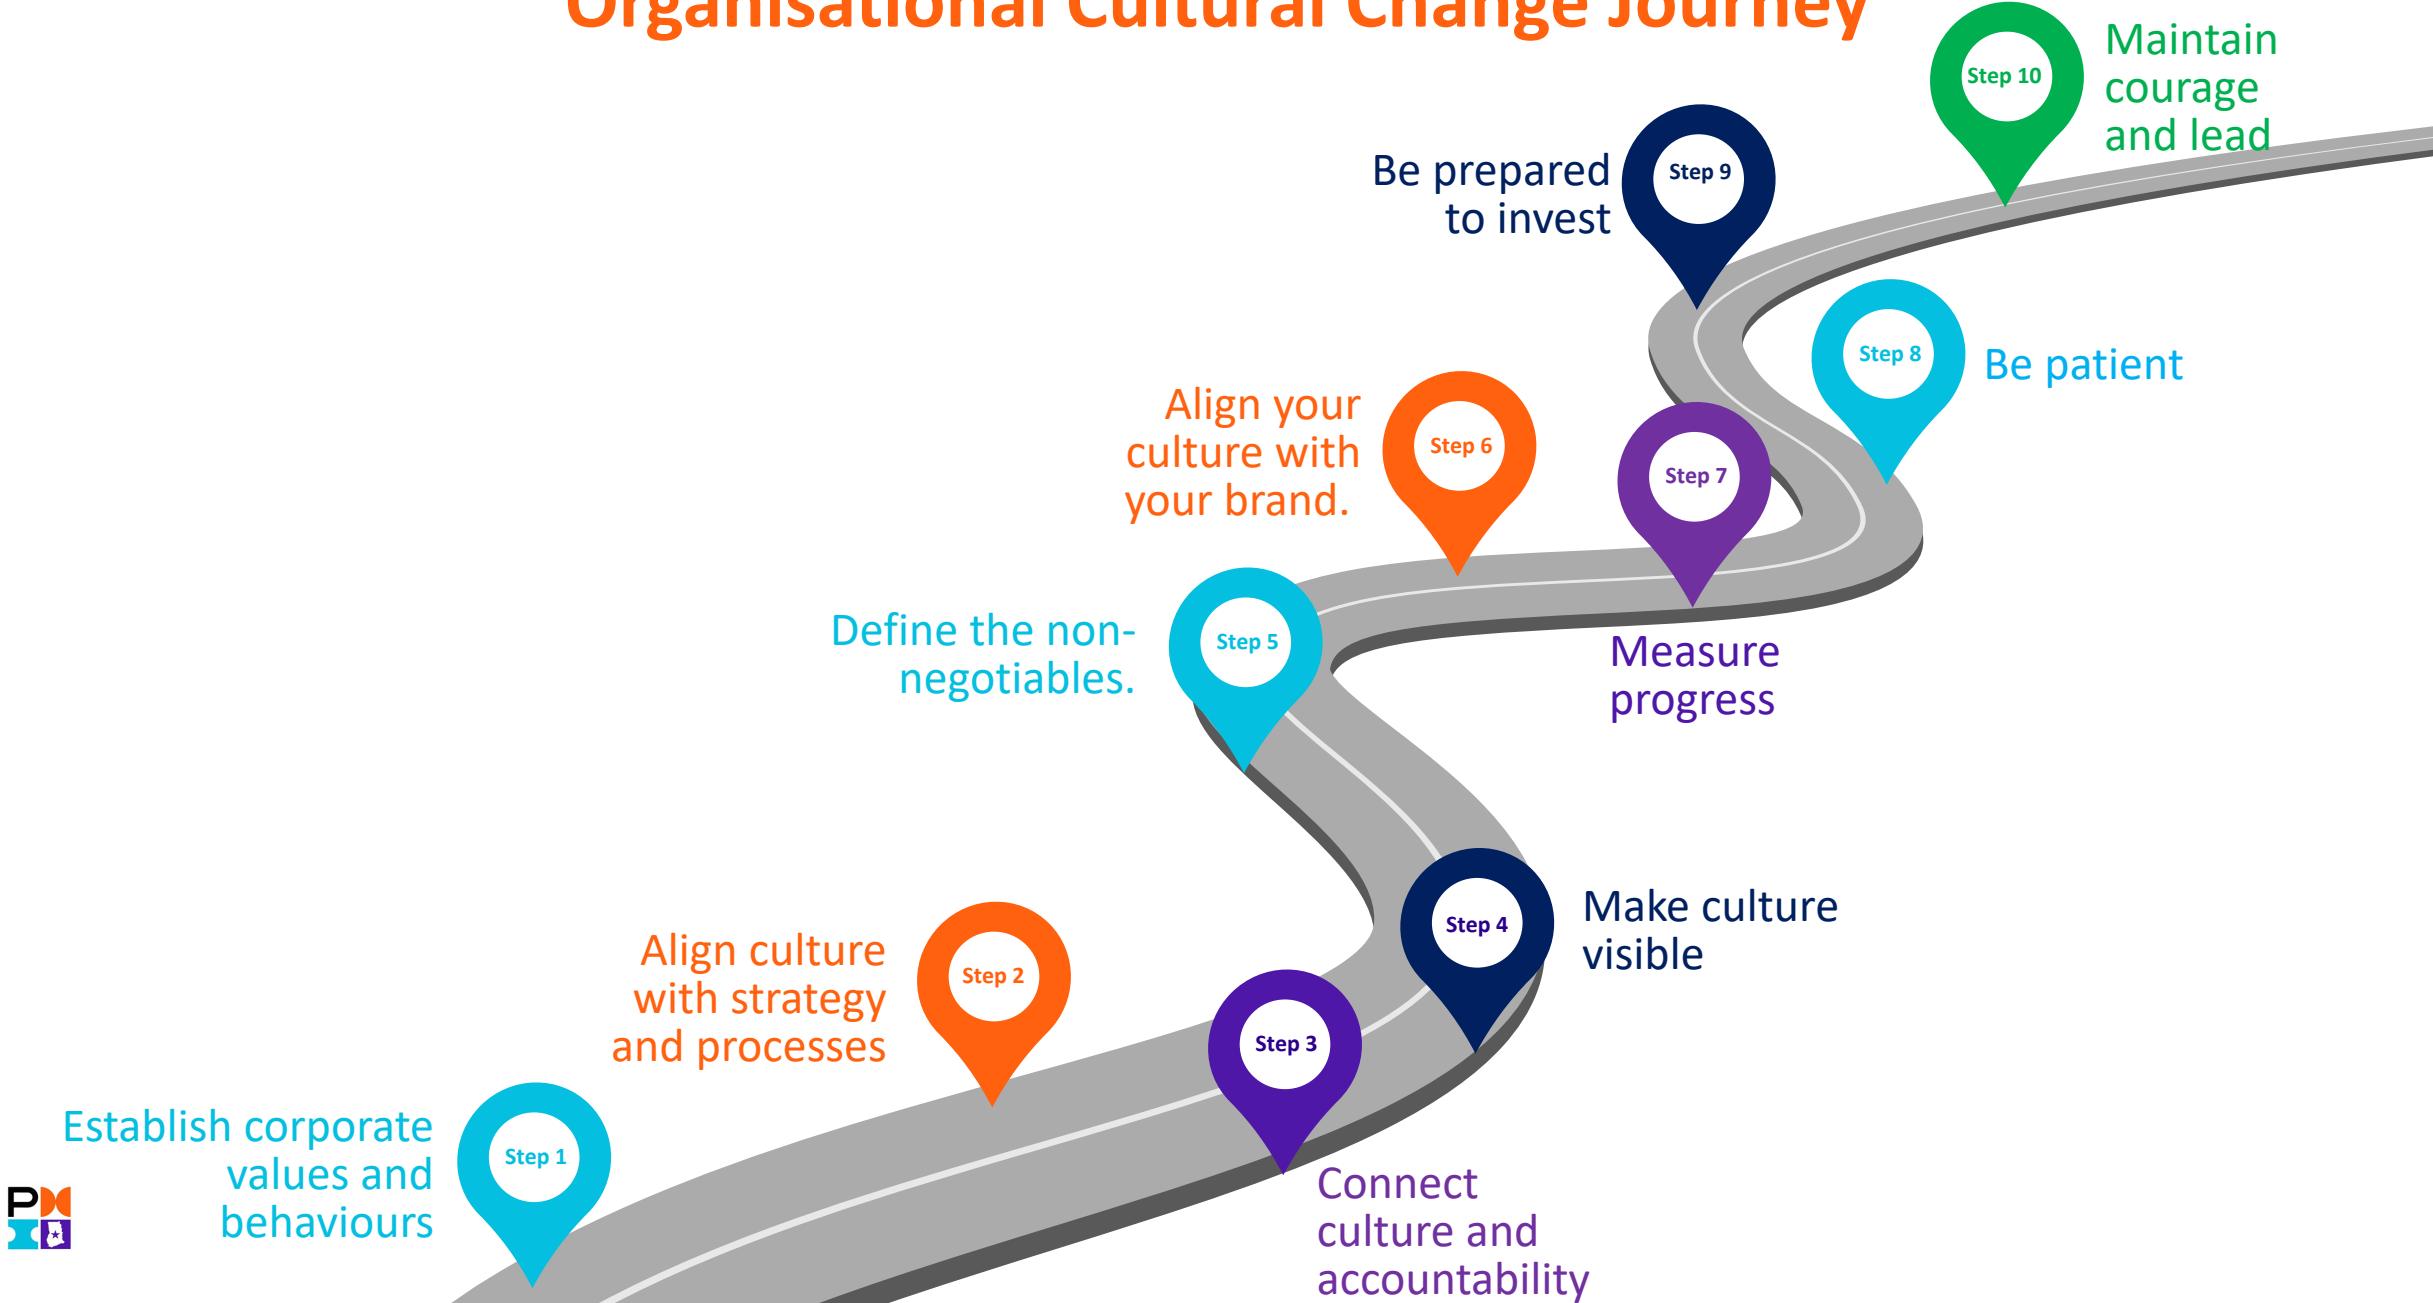 Organisational Cultural Change Journey
Step 10
Maintain
courage
and lead
Be prepared
to invest
Step 9
Step 8
Be patient
Align your
culture with
your brand.
Step 6
Step 7
Measure
progress
Define the non-
negotiables.
Step 5
Step 4
Make culture
visible
Align culture
with strategy
and processes
Step 2
Step 3
Connect
culture and
accountability
Establish corporate
values and
behaviours
Step 1
PM